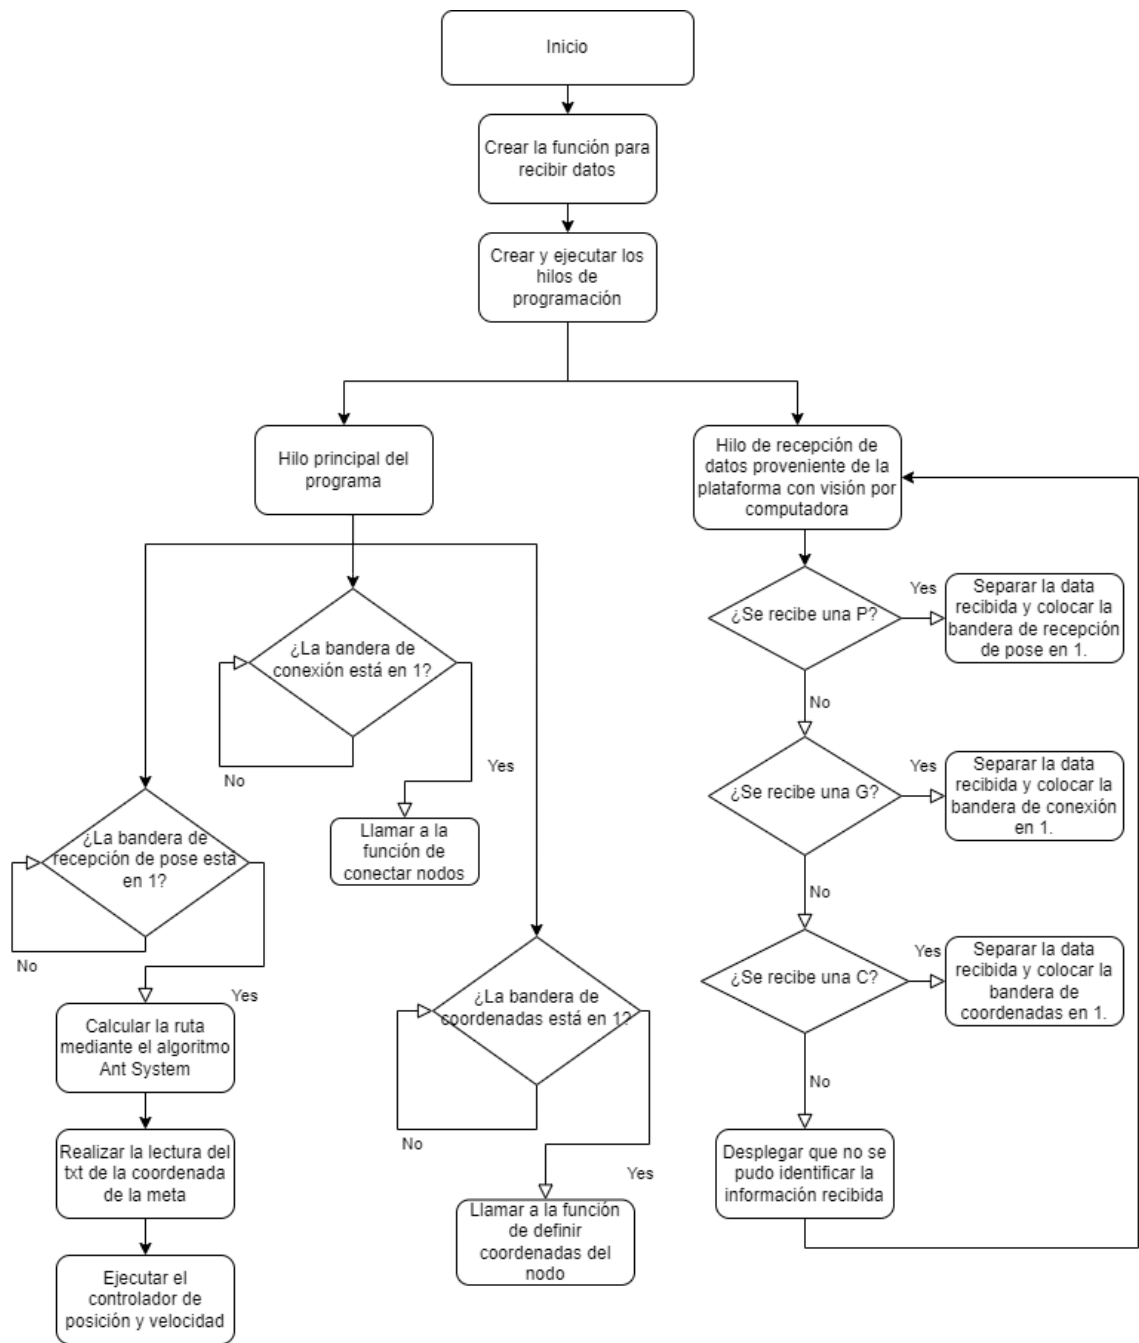 Inicio
Crear la función para
recibir datos
Crear y ejecutar los
hilos de
programación
Hilo principal del
programa
Hilo de recepción de
datos proveniente de la
plataforma con visión por
computadora
¿La bandera de
conexión está en 1?
No
Yes
Llamar a la
función de
conectar nodos
¿La bandera de
recepción de pose está
en 1?
No
Yes
Calcular la ruta
mediante el algoritmo
Ant System
Realizar la lectura del
txt de la coordenada
de la meta
Ejecutar el
controlador de
posición y velocidad
¿La bandera de
coordenadas está en 1?
No
Yes
Llamar a la función
de definir
coordenadas del
nodo
¿Se recibe una P?
Yes
Separar la data
recibida y colocar la
bandera de recepción
de pose en 1.
No
¿Se recibe una G?
Yes
Separar la data
recibida y colocar la
bandera de conexión
en 1.
No
¿Se recibe una C?
Yes
Separar la data
recibida y colocar la
bandera de
coordenadas en 1.
No
Desplegar que no se
pudo identificar la
información recibida